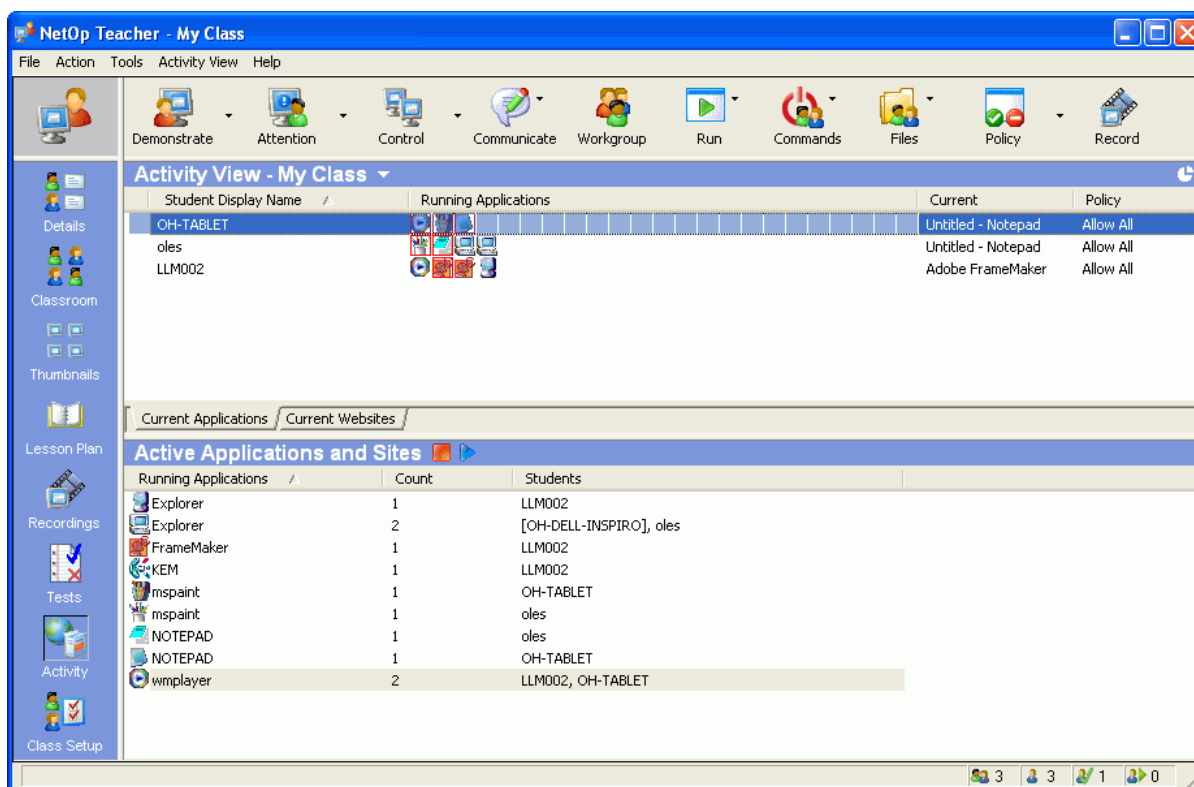 NetOp Teacher - My Class
File Action Tools Activity View Help
Demonstrate Attention Control Communicate Workgroup Run Commands Files Policy Record
Details
Classroom
Thumbnails
Lesson Plan
Recordings
Tests
Activity
Class Setup
Activity View - My Class
Student Display Name Running Applications Current Policy
OH-TABLET Untitled - Notepad Allow All
oles Untitled - Notepad Allow All
LLM002 Adobe FrameMaker Allow All
Current Applications Current Websites
Active Applications and Sites
Running Applications Count Students
Explorer 1 LLM002
Explorer 2 [OH-DELL-INSPIRO], oles
FrameMaker 1 LLM002
KEM 1 LLM002
mspaint 1 OH-TABLET
mspaint 1 oles
NOTEPAD 1 oles
NOTEPAD 1 OH-TABLET
wmplayer 2 LLM002, OH-TABLET
3 3 1 0